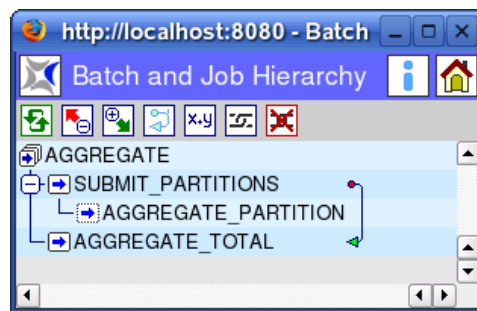 http://localhost:8080 - Batch
Batch and Job Hierarchy
x+y
AGGREGATE
SUBMIT_PARTITIONS
AGGREGATE_PARTITION
AGGREGATE_TOTAL